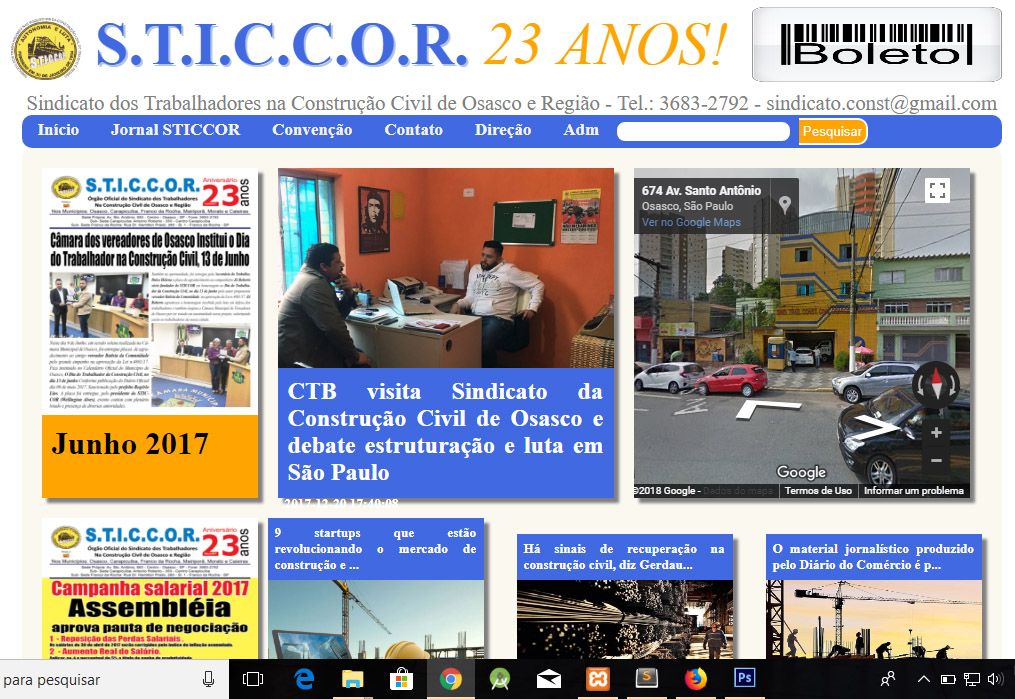 S.T.I.C.C.O.R. 23 ANOS!
Boleto
Sindicato dos Trabalhadores na Construção Civil de Osasco e Região - Tel.: 3683-2792 - sindicato.const@gmail.com
Início Jornal STICCOR Convenção Contato Direção Adm Pesquisar
S.T.I.C.C.O.R. Aniversário 23 anos
Órgão Oficial do Sindicato dos Trabalhadores
Na Construção Civil de Osasco e Região
Câmara dos vereadores de Osasco Institui o Dia
do Trabalhador na Construção Civil, 13 de Junho
Junho 2017
CTB visita Sindicato da
Construção Civil de Osasco e
debate estruturação e luta em
São Paulo
2017-12-20 17:40:08
674 Av. Santo Antônio
Osasco, São Paulo
Ver no Google Maps
Google
©2018 Google - Dados do mapa Termos de Uso Informar um problema
S.T.I.C.C.O.R. Aniversário 23 anos
Órgão Oficial do Sindicato dos Trabalhadores
Na Construção Civil de Osasco e Região
Campanha salarial 2017
Assembléia
aprova pauta de negociação
1 - Reposição das Perdas Salariais.
2 - Aumento Real do Salário.
9 startups que estão
revolucionando o mercado de
construção e ...
Há sinais de recuperação na
construção civil, diz Gerdau...
O material jornalístico produzido
pelo Diário do Comércio é p...
para pesquisar